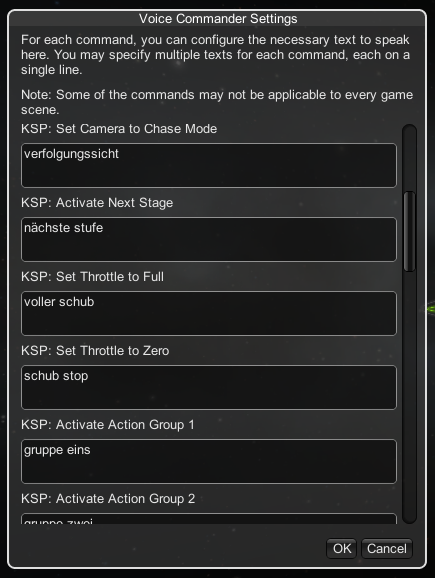 Voice Commander Settings
For each command, you can configure the necessary text to speak
here. You may specify multiple texts for each command, each on a
single line.
Note: Some of the commands may not be applicable to every game
scene.
KSP: Set Camera to Chase Mode
verfolgungssicht
KSP: Activate Next Stage
nächste stufe
KSP: Set Throttle to Full
voller schub
KSP: Set Throttle to Zero
schub stop
KSP: Activate Action Group 1
gruppe eins
KSP: Activate Action Group 2
gruppe zwei
OK Cancel